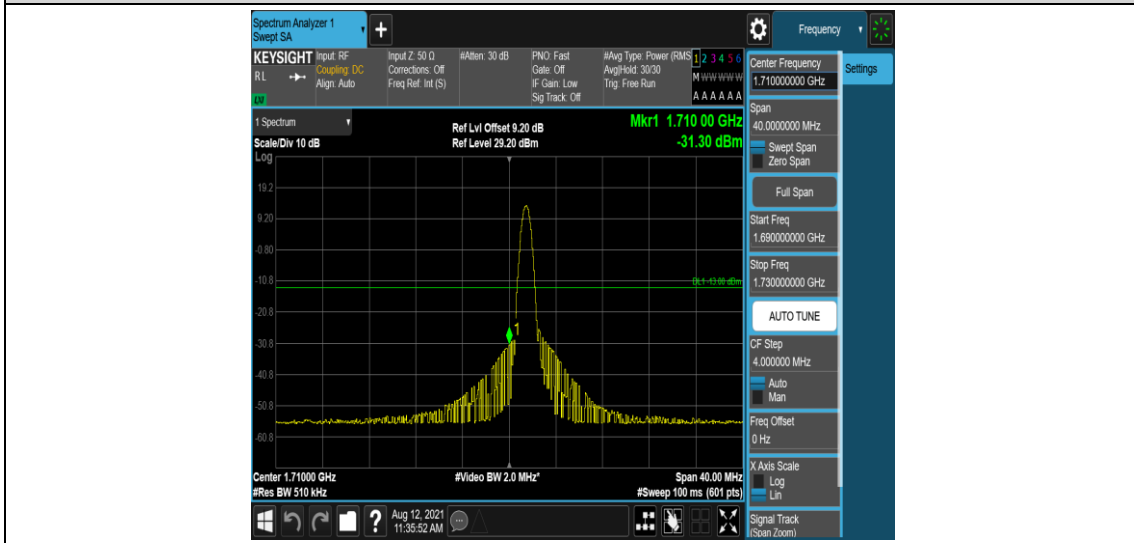 Spectrum Analyzer 1
Swept SA
+
Frequency
KEYSIGHT
RL
LXI
Input: RF
Coupling: DC
Align: Auto
Input Z: 50 Ω
Corrections: Off
Freq Ref: Int (S)
#Atten: 30 dB
PNO: Fast
Gate: Off
IF Gain: Low
Sig Track: Off
#Avg Type: Power (RMS
Avg|Hold: 30/30
Trig: Free Run
1 2 3 4 5 6
M W W W W W
A A A A A A
1 Spectrum
Scale/Div 10 dB
Log
Ref Lvl Offset 9.20 dB
Ref Level 29.20 dBm
Mkr1 1.710 00 GHz
-31.30 dBm
19.2
9.20
-0.80
-10.8
-20.8
-30.8
-40.8
-50.8
-60.8
DL1 -13.00 dBm
1
Center 1.71000 GHz
#Res BW 510 kHz
#Video BW 2.0 MHz*
Span 40.00 MHz
#Sweep 100 ms (601 pts)
Center Frequency
1.710000000 GHz
Settings
Span
40.0000000 MHz
Swept Span
Zero Span
Full Span
Start Freq
1.690000000 GHz
Stop Freq
1.730000000 GHz
AUTO TUNE
CF Step
4.000000 MHz
Auto
Man
Freq Offset
0 Hz
X Axis Scale
Log
Lin
Signal Track
(Span Zoom)
?
Aug 12, 2021
11:35:52 AM